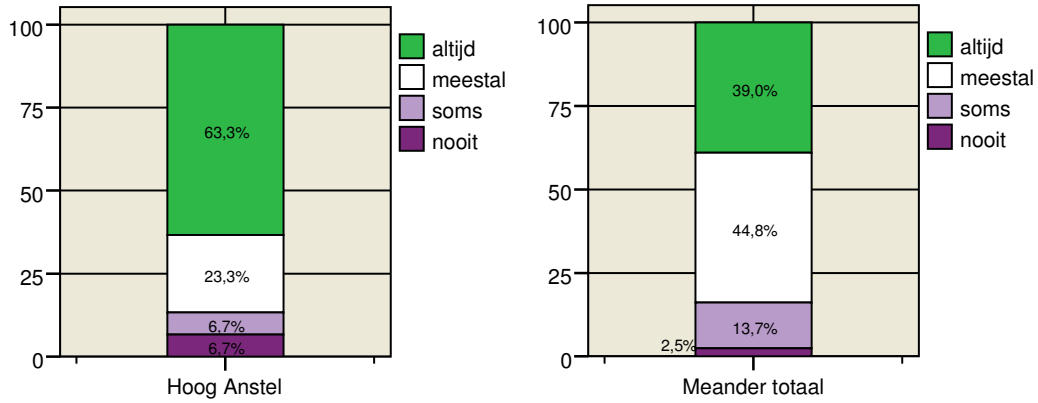 100
75
50
25
0
63,3%
23,3%
6,7%
6,7%
Hoog Anstel
altijd
meestal
soms
nooit
100
75
50
25
0
39,0%
44,8%
13,7%
2,5%
Meander totaal
altijd
meestal
soms
nooit